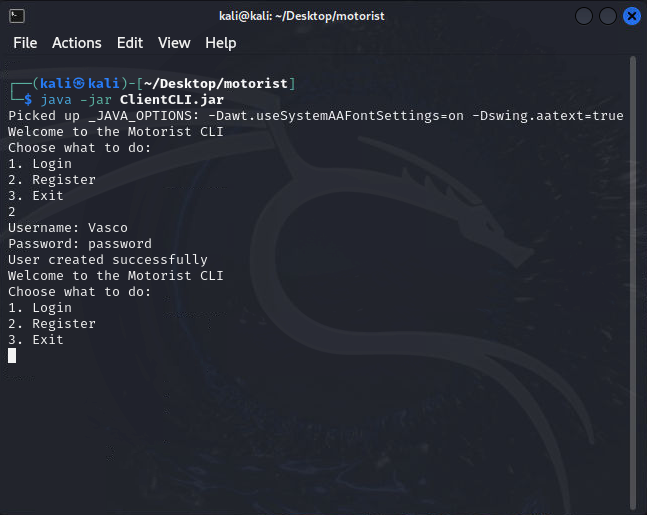 kali@kali: ~/Desktop/motorist
File Actions Edit View Help
┌──(kali㉿kali)-[~/Desktop/motorist]
└─$ java -jar ClientCLI.jar
Picked up _JAVA_OPTIONS: -Dawt.useSystemAAFontSettings=on -Dswing.aatext=true
Welcome to the Motorist CLI
Choose what to do:
1. Login
2. Register
3. Exit
2
Username: Vasco
Password: password
User created successfully
Welcome to the Motorist CLI
Choose what to do:
1. Login
2. Register
3. Exit